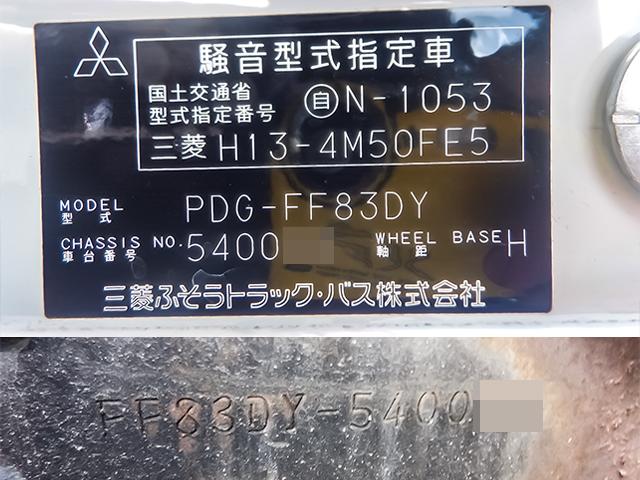 騒音型式指定車
国土交通省
型式指定番号 自N-1053
三菱 H13-4M50FE5
MODEL
型式 PDG-FF83DY
CHASSIS NO. 5400
車台番号
WHEEL BASE H
軸距
三菱ふそうトラック・バス株式会社
FF83DY-5400